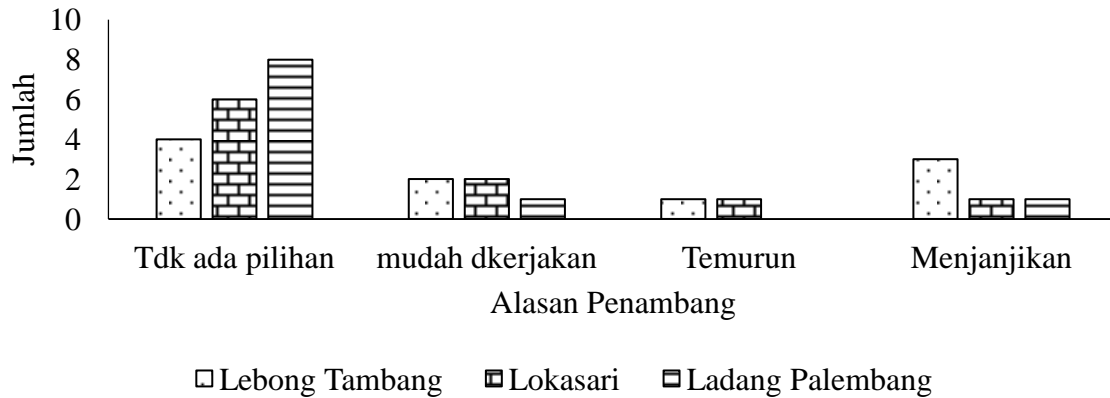 10
8
6
4
2
0
Jumlah
Tdk ada pilihan mudah dkerjakan Temurun Menjanjikan
Alasan Penambang
Lebong Tambang Lokasari Ladang Palembang